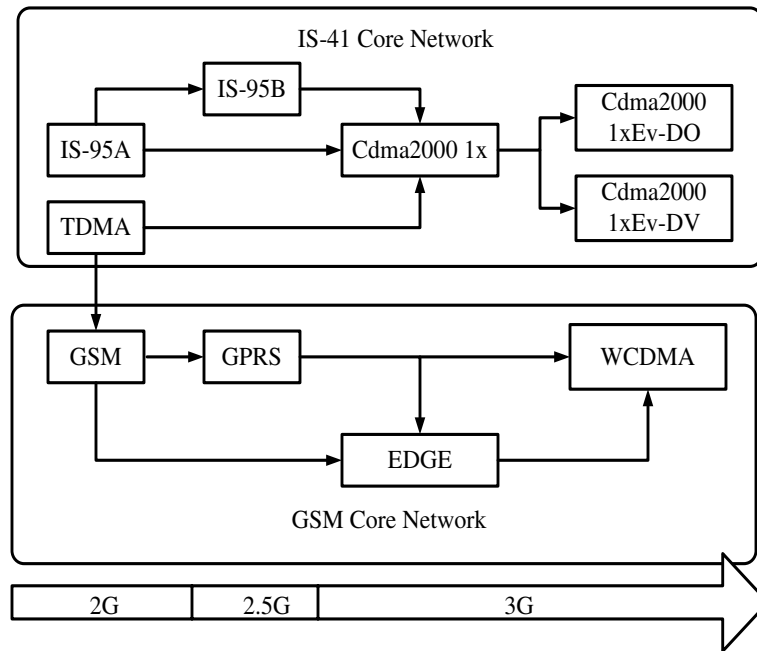 IS-41 Core Network
IS-95B
IS-95A
Cdma2000 1x
Cdma2000
1xEv-DO
Cdma2000
1xEv-DV
TDMA
GSM
GPRS
WCDMA
EDGE
GSM Core Network
2G
2.5G
3G